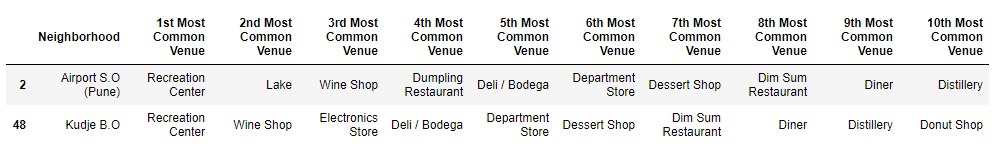 Neighborhood 1st Most Common Venue 2nd Most Common Venue 3rd Most Common Venue 4th Most Common Venue 5th Most Common Venue 6th Most Common Venue 7th Most Common Venue 8th Most Common Venue 9th Most Common Venue 10th Most Common Venue
2 Airport S.O (Pune) Recreation Center Lake Wine Shop Dumpling Restaurant Deli / Bodega Department Store Dessert Shop Dim Sum Restaurant Diner Distillery
48 Kudje B.O Recreation Center Wine Shop Electronics Store Deli / Bodega Department Store Dessert Shop Dim Sum Restaurant Diner Distillery Donut Shop